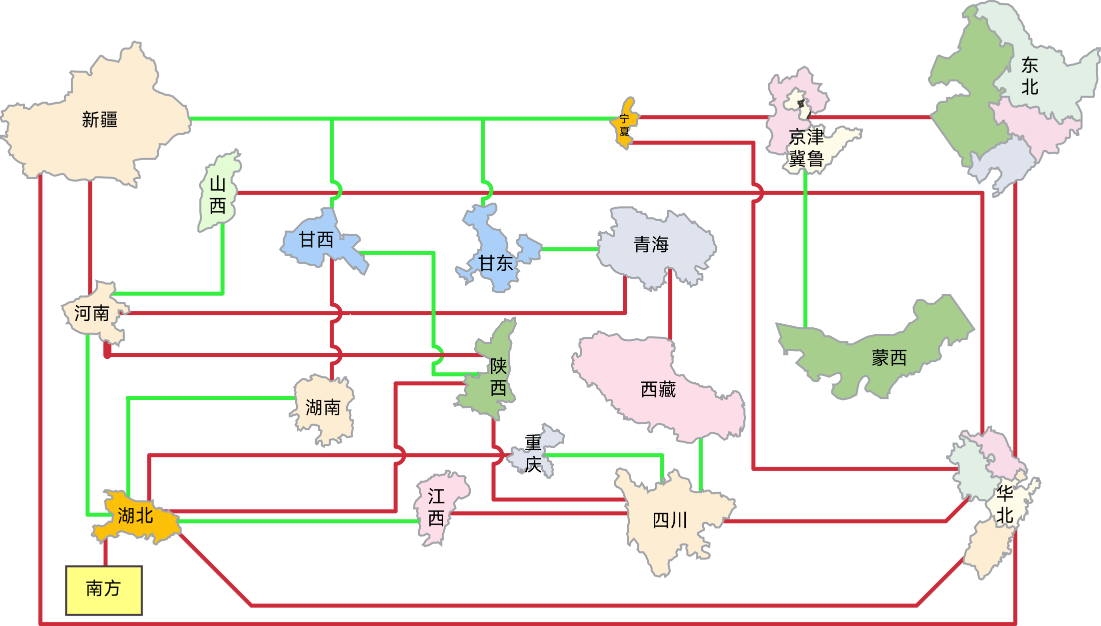 新疆
宁
夏
京津
冀鲁
东
北
山
西
甘西
甘东
青海
河南
蒙西
陕
西
西藏
湖南
重
庆
江
西
华
北
湖北
四川
南方